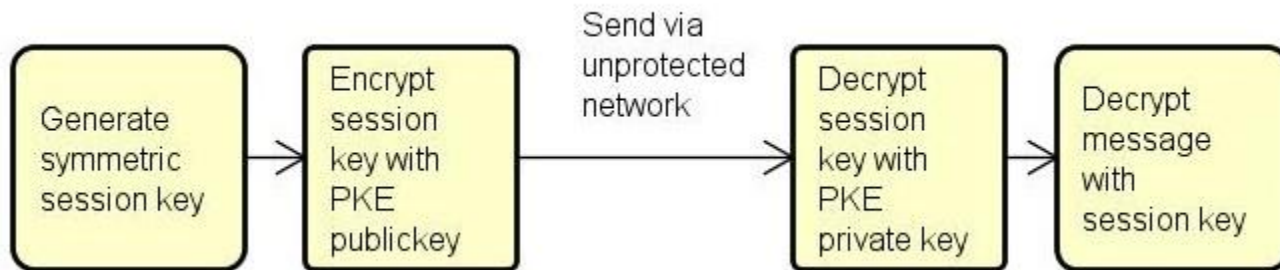 Generate
symmetric
session key
Encrypt
session
key with
PKE
publickey
Send via
unprotected
network
Decrypt
session
key with
PKE
private key
Decrypt
message
with
session key